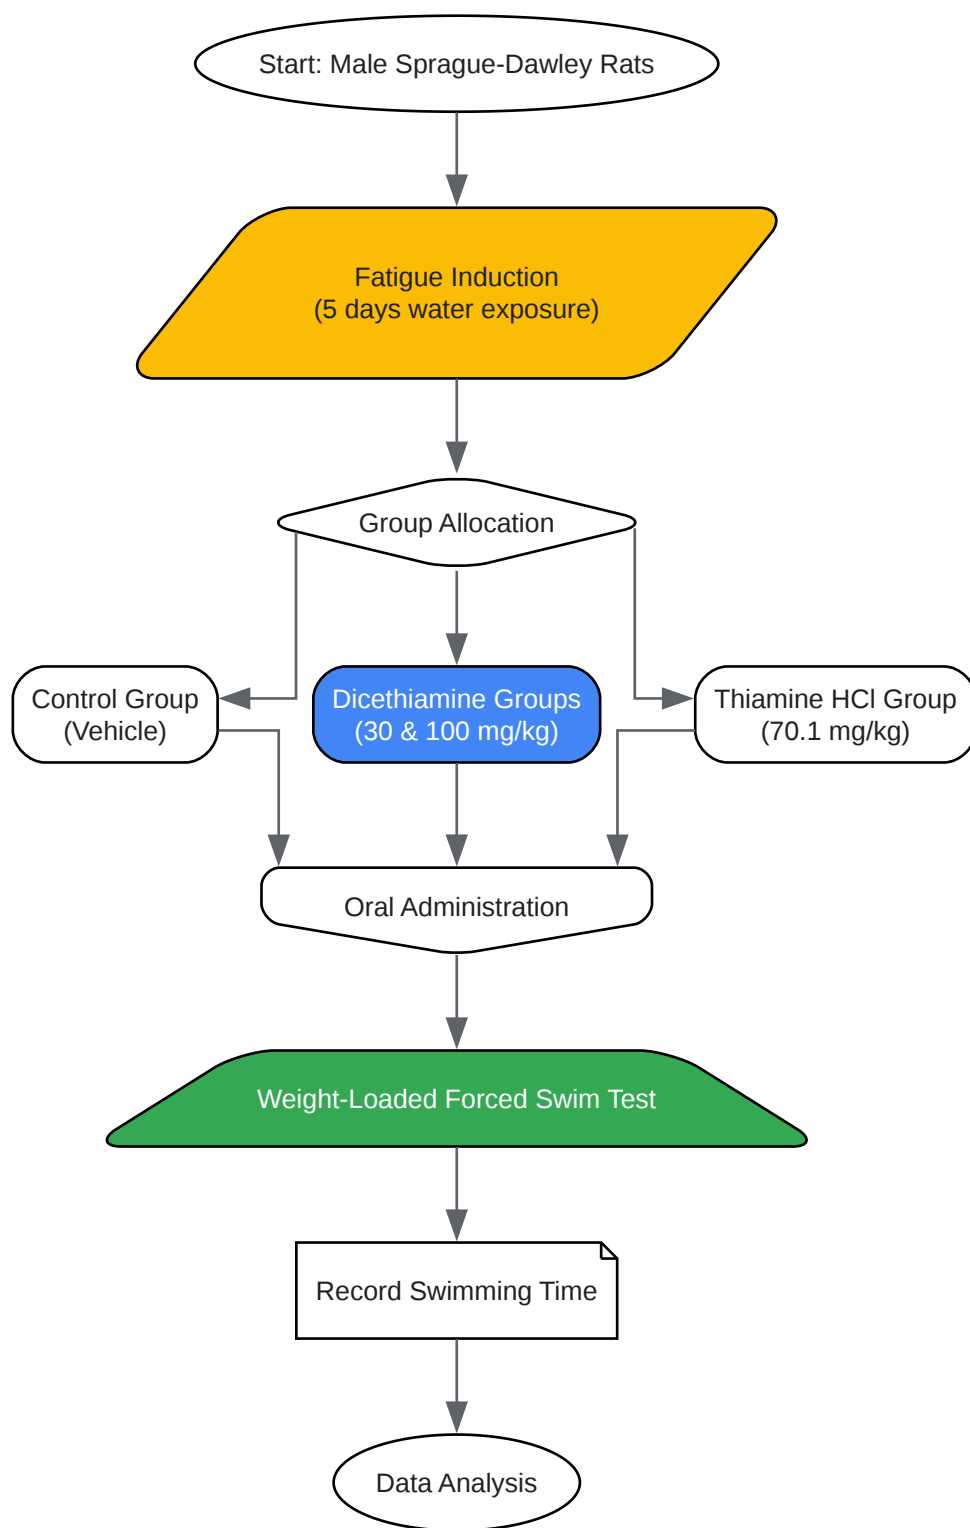 Start: Male Sprague-Dawley Rats
Fatigue Induction
(5 days water exposure)
Group Allocation
Control Group
(Vehicle)
Dicethiamine Groups
(30 & 100 mg/kg)
Thiamine HCl Group
(70.1 mg/kg)
Oral Administration
Weight-Loaded Forced Swim Test
Record Swimming Time
Data Analysis